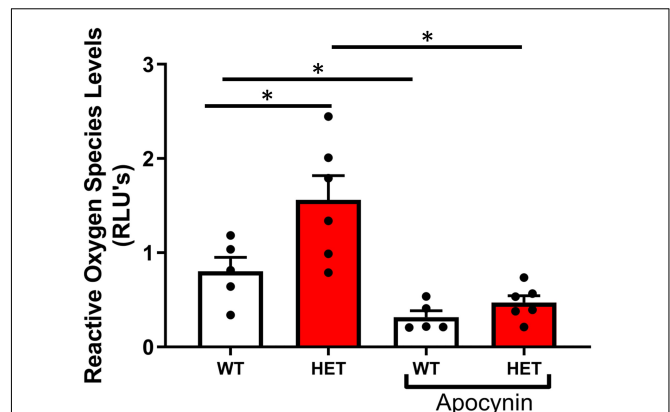 Reactive Oxygen Species Levels
(RLU's)
3
2
1
0
*
*
*
WT
HET
WT
HET
Apocynin